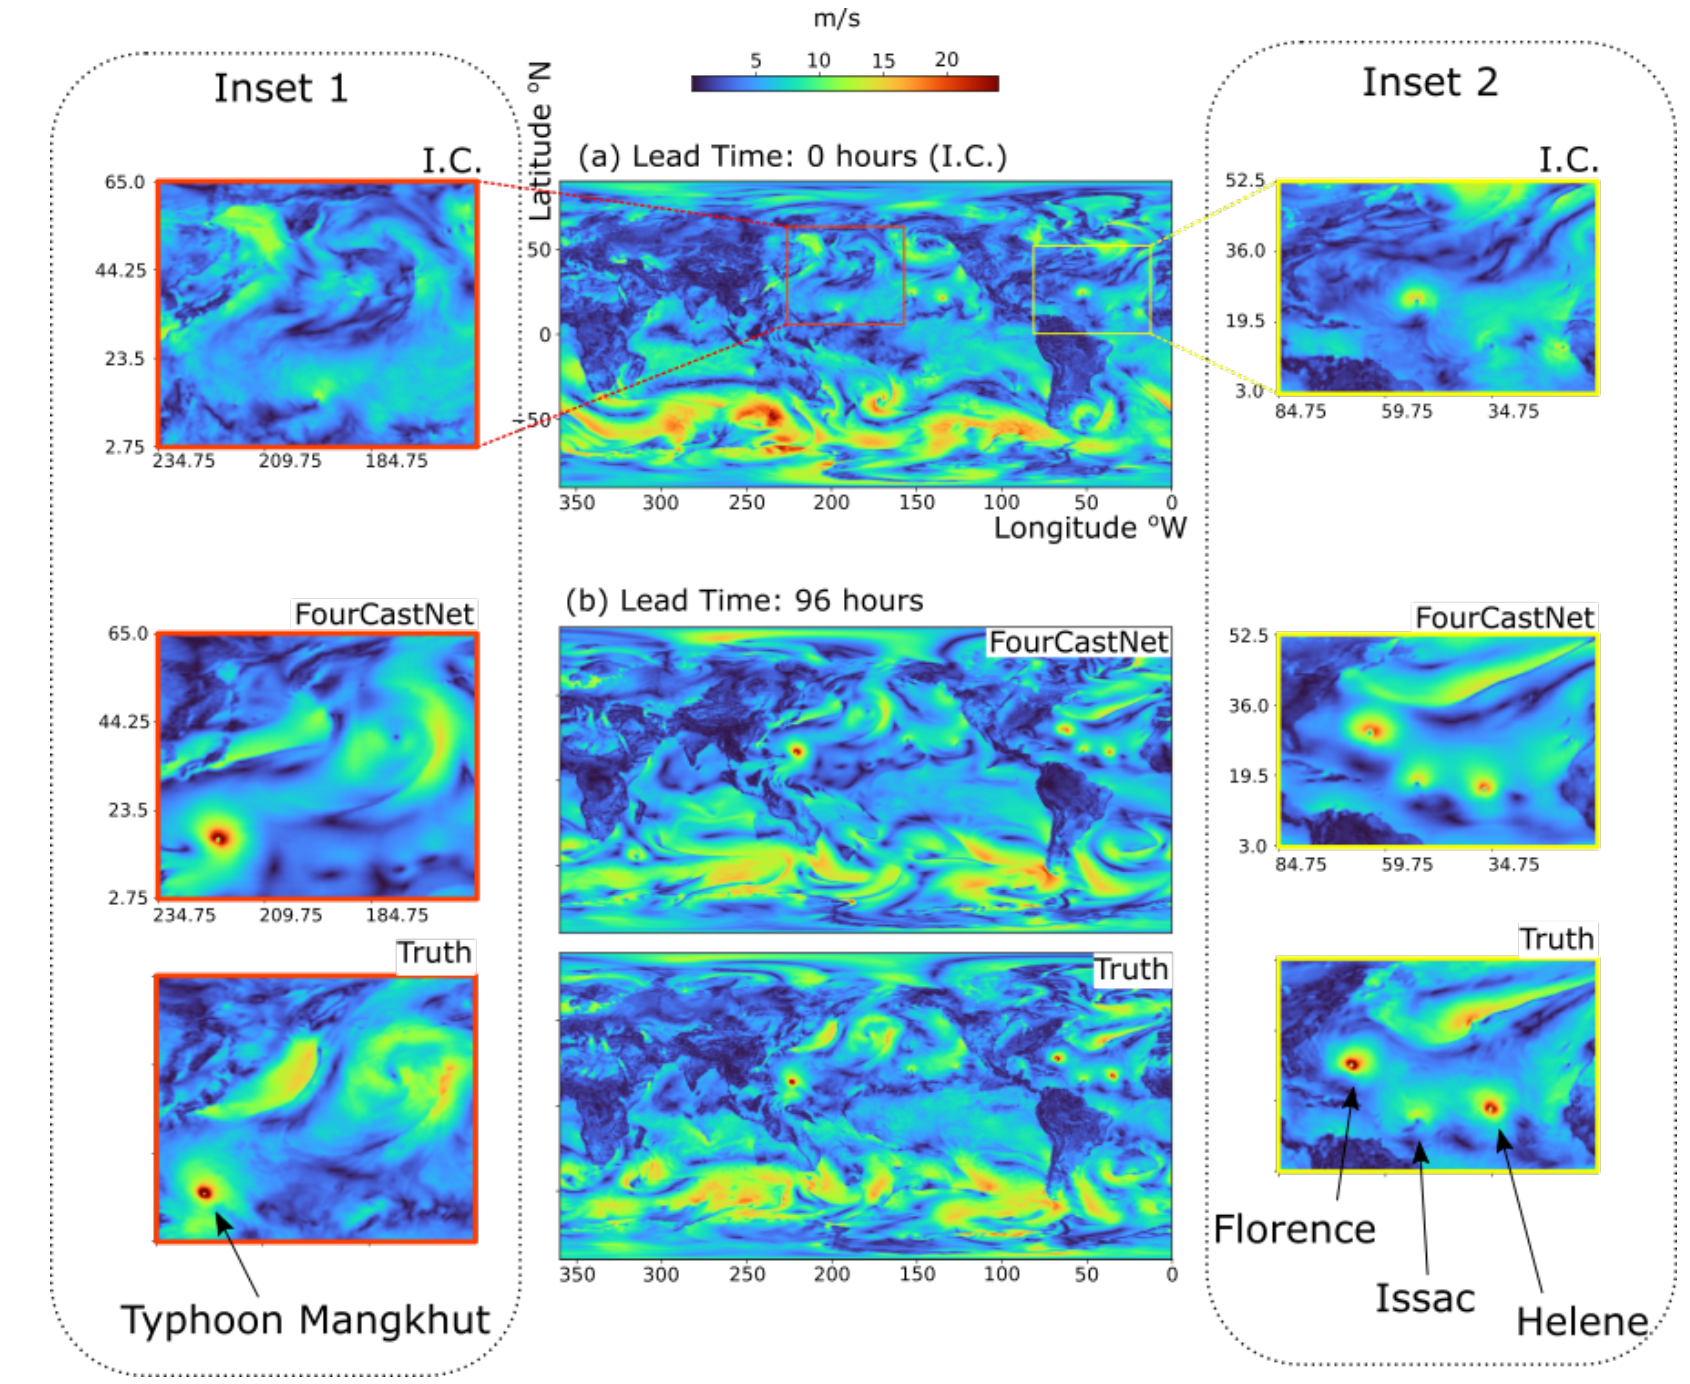 m/s
5 10 15 20
Inset 1
Inset 2
Latitude °N
(a) Lead Time: 0 hours (I.C.)
I.C.
65.0
44.25
23.5
2.75
234.75 209.75 184.75
50
0
-50
350 300 250 200 150 100 50 0
Longitude °W
I.C.
52.5
36.0
19.5
3.0
84.75 59.75 34.75
(b) Lead Time: 96 hours
FourCastNet
65.0
44.25
23.5
2.75
234.75 209.75 184.75
FourCastNet
FourCastNet
52.5
36.0
19.5
3.0
84.75 59.75 34.75
Truth
Truth
350 300 250 200 150 100 50 0
Truth
Typhoon Mangkhut
Florence
Issac
Helene